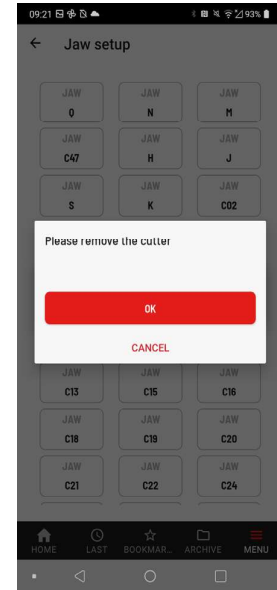 09:21 93%
Jaw setup
JAW JAW JAW
Q N M
JAW JAW JAW
C47 H J
JAW JAW JAW
S K C02
Please remove the cutter
OK
CANCEL
JAW JAW JAW
C13 C15 C16
JAW JAW JAW
C18 C19 C20
JAW JAW JAW
C21 C22 C24
HOME LAST BOOKMAR... ARCHIVE MENU